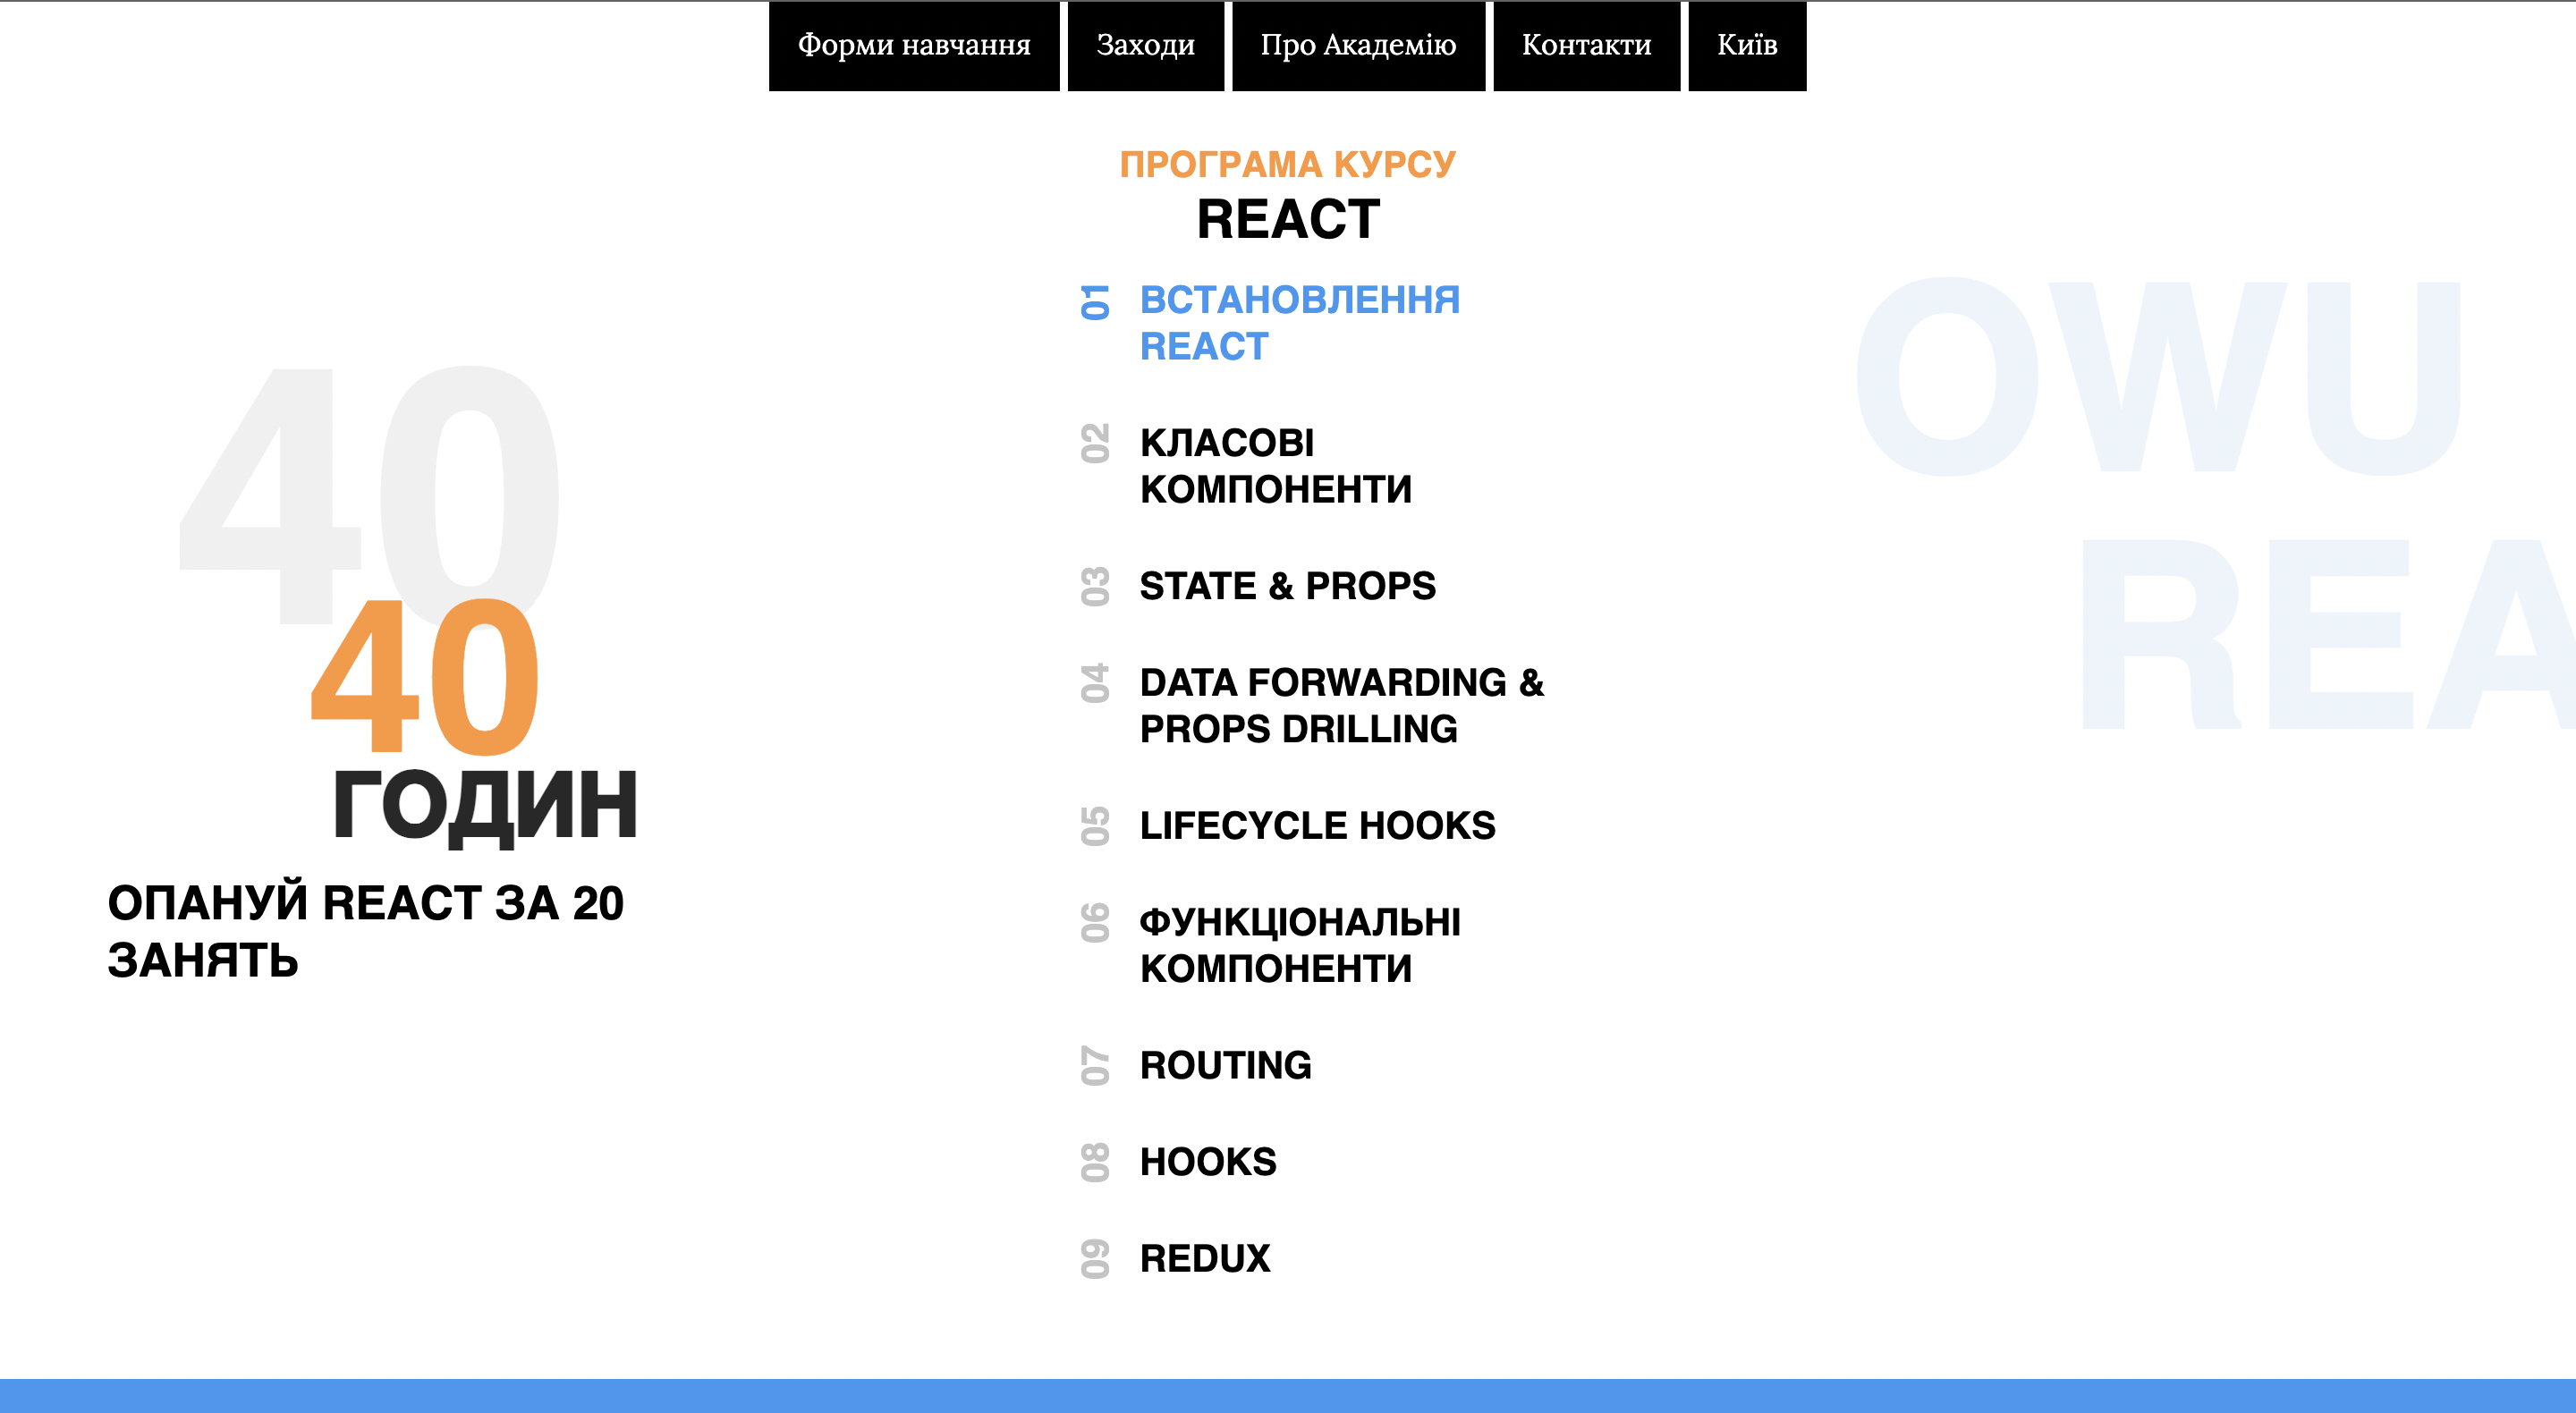 Форми навчання
Заходи
Про Академію
Контакти
Київ
ПРОГРАМА КУРСУ
REACT
40
40
ГОДИН
ОПАНУЙ REACT ЗА 20
ЗАНЯТЬ
01 ВСТАНОВЛЕННЯ
REACT
02 КЛАСОВІ
КОМПОНЕНТИ
03 STATE & PROPS
04 DATA FORWARDING &
PROPS DRILLING
05 LIFECYCLE HOOKS
06 ФУНКЦІОНАЛЬНІ
КОМПОНЕНТИ
07 ROUTING
08 HOOKS
09 REDUX
OWU
REA